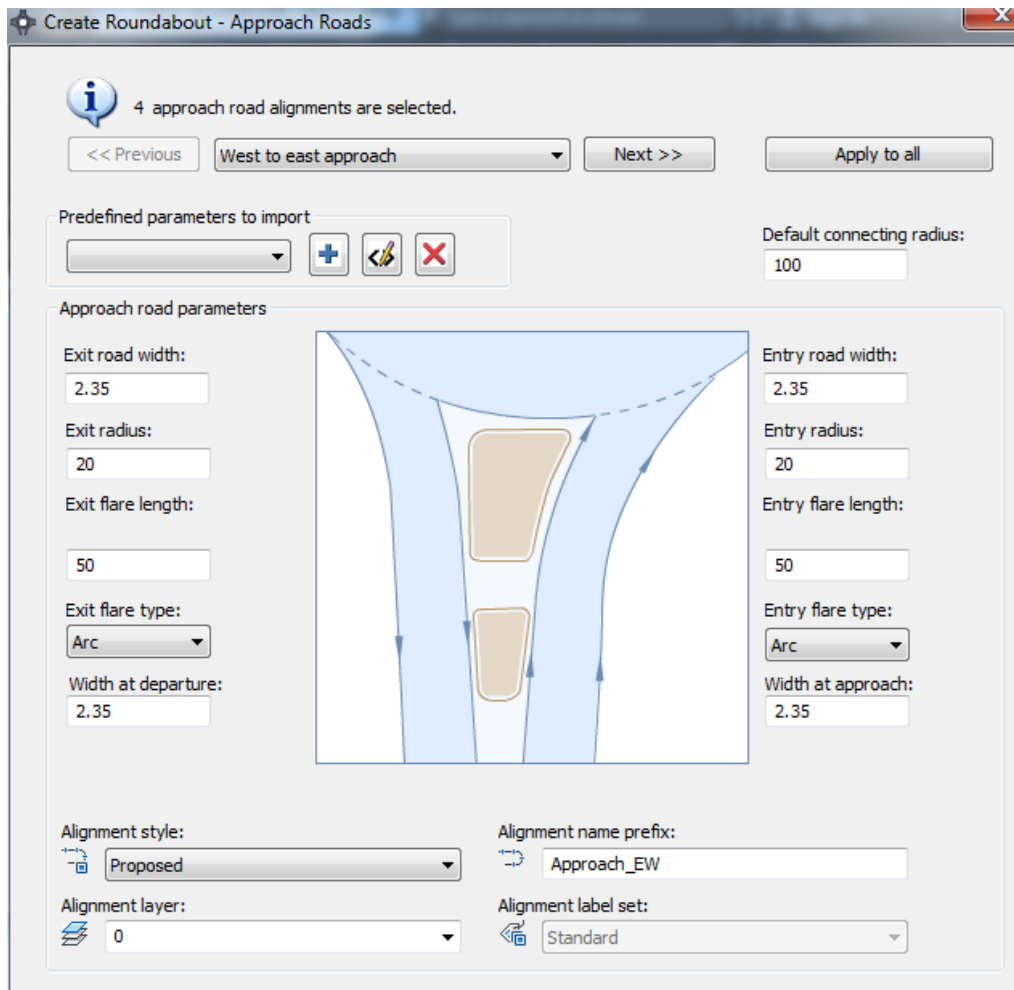 Create Roundabout - Approach Roads
4 approach road alignments are selected.
<< Previous
West to east approach
Next >>
Apply to all
Predefined parameters to import
Default connecting radius:
100
Approach road parameters
Exit road width:
2.35
Exit radius:
20
Exit flare length:
50
Exit flare type:
Arc
Width at departure:
2.35
Entry road width:
2.35
Entry radius:
20
Entry flare length:
50
Entry flare type:
Arc
Width at approach:
2.35
Alignment style:
Proposed
Alignment name prefix:
Approach_EW
Alignment layer:
0
Alignment label set:
Standard